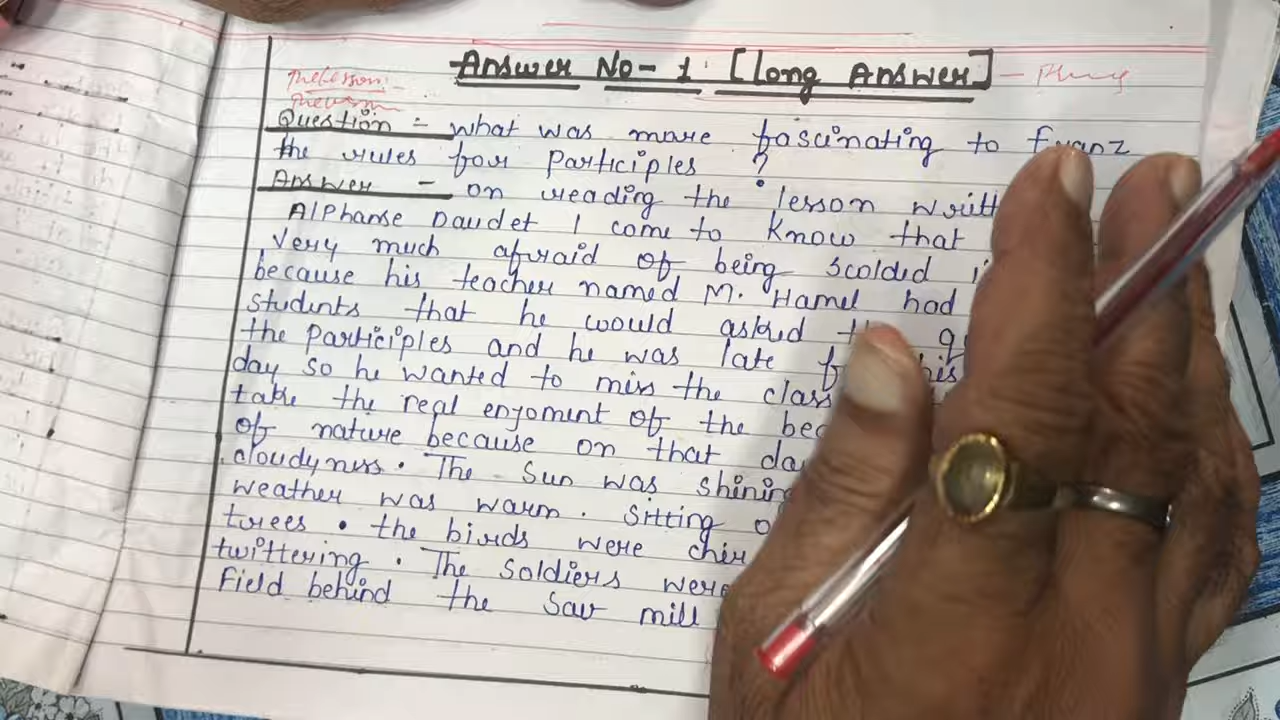 Answer No- 1. [Long Answer]
The lesson -
Question - what was more fascinating to Franz
the rules for participles ?
Answer - on reading the lesson writt
Alphanse Daudet I come to know that
very much afraid of being scolded
because his teacher named M. Hamel had
students that he would asked
the participles and he was late his
day so he wanted to miss the class
take the real enjoment of the
of nature because on that
cloudyness. The sun was shining
weather was warm. Sitting
trees. the birds were
twittering. The soldiers were
field behind the saw mill